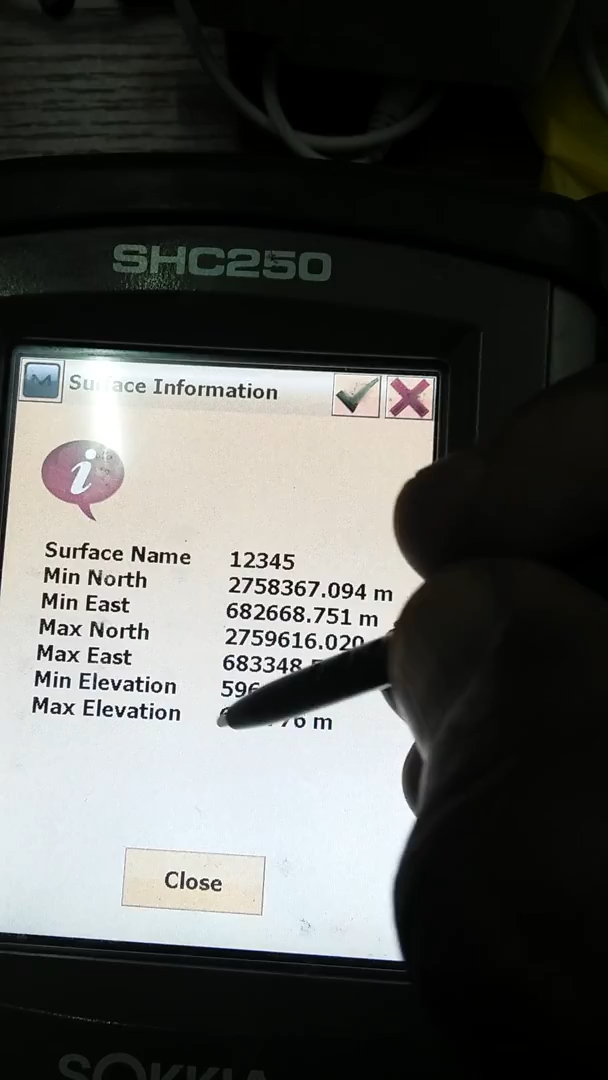 SHC250
Surface Information
Surface Name 12345
Min North 2758367.094 m
Min East 682668.751 m
Max North 2759616.020
Max East 683348
Min Elevation
Max Elevation m
Close
SOKKIA